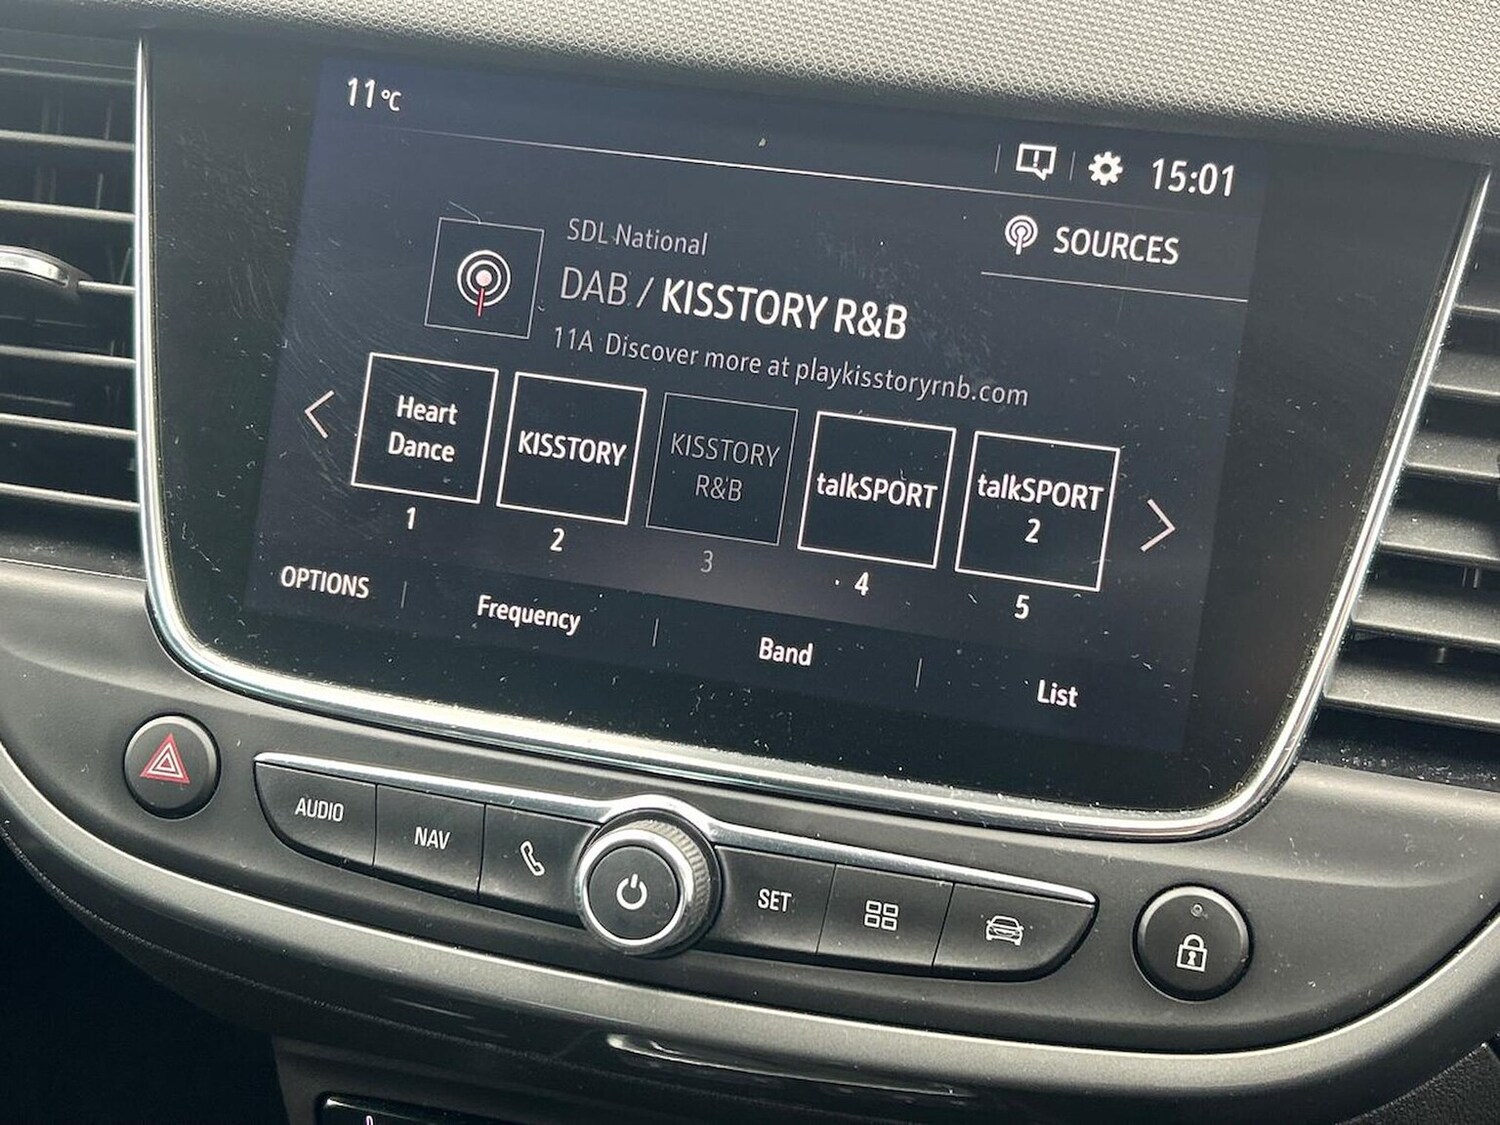 11°C
15:01
SOURCES
SDL National
DAB / KISSTORY R&B
11A Discover more at playkisstoryrnb.com
Heart
Dance
KISSTORY
KISSTORY
R&B
talkSPORT
talkSPORT
2
1
2
3
4
5
OPTIONS
Frequency
Band
List
AUDIO
NAV
SET